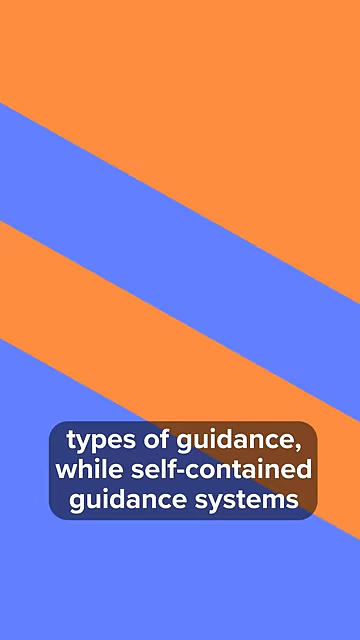 types of guidance,
while self-contained
guidance systems